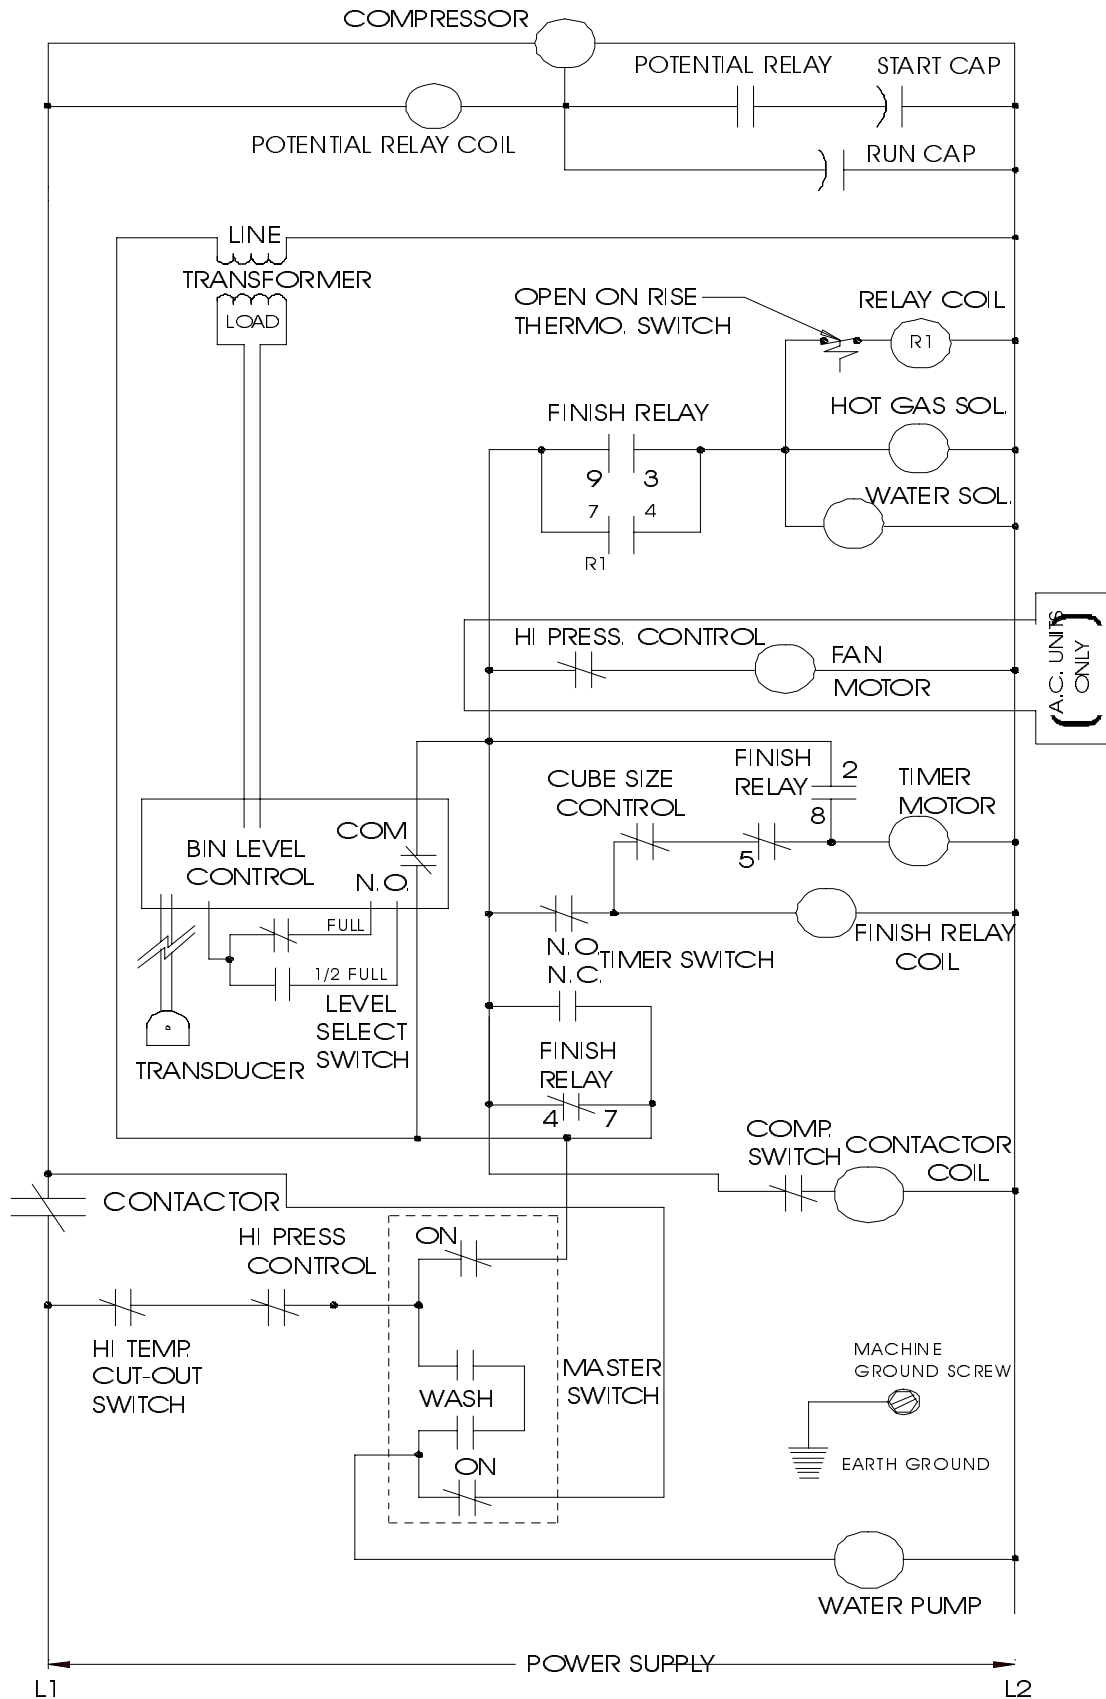 COMPRESSOR
POTENTIAL RELAY
START CAP
POTENTIAL RELAY COIL
RUN CAP
LINE
TRANSFORMER
LOAD
OPEN ON RISE
THERMO. SWITCH
RELAY COIL
R1
HOT GAS SOL.
FINISH RELAY
9 3
7 4
R1
WATER SOL.
HI PRESS. CONTROL
FAN
MOTOR
A.C. UNITS
ONLY
FINISH
RELAY
2
8
CUBE SIZE
CONTROL
TIMER
MOTOR
5
COM
BIN LEVEL
CONTROL
N.O.
FULL
1/2 FULL
LEVEL
SELECT
SWITCH
TRANSDUCER
FINISH RELAY
COIL
N.O.
N.C.
TIMER SWITCH
FINISH
RELAY
4 7
COMP.
SWITCH
CONTACTOR
COIL
CONTACTOR
HI PRESS
CONTROL
ON
HI TEMP.
CUT-OUT
SWITCH
WASH
MASTER
SWITCH
ON
MACHINE
GROUND SCREW
EARTH GROUND
WATER PUMP
POWER SUPPLY
L1
L2